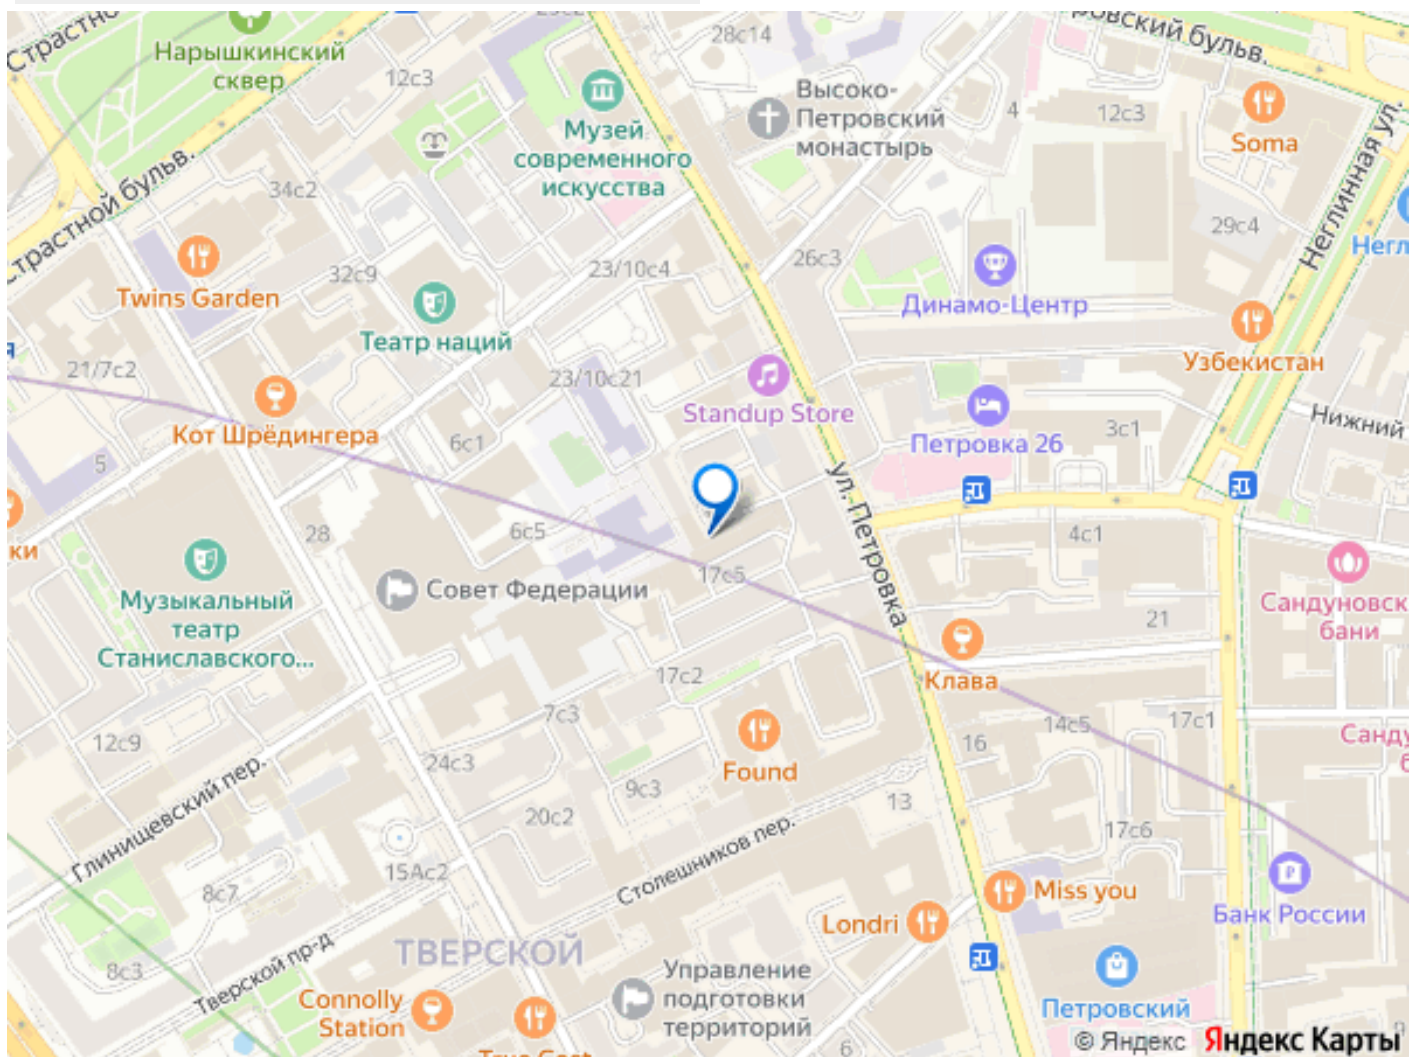 Страстно
Нарышкинский
сквер
12с3
28с14
Высоко-
Петровский
монастырь
4
12с3
ровский бульв.
Soma
Неглинная ул.
Музей
современного
искусства
34с2
Страстной бульв.
29с4
Негл
Twins Garden
32с9
23/10с4
26с3
Динамо-Центр
Театр наций
Узбекистан
21/7с2
23/10с21
Standup Store
Кот Шрёдингера
6с1
Петровка 26
3с1
Нижний
5
ул. Петровка
28
6с5
4с1
ки
Совет Федерации
17с5
Музыкальный
театр
Станиславского...
Сандуновск
бани
21
17с2
Клава
7с3
14с5
17с1
12с9
16
Санду
б
24с3
Found
Глинищевский пер.
9с3
13
20с2
17с6
Столешников пер.
15Ас2
8с7
Miss you
Londri
Банк России
ТВЕРСКОЙ
8с3
Тверской пр-д
Управление
подготовки
территорий
Connolly
Station
Петровский
6
© Яндекс Яндекс Карты